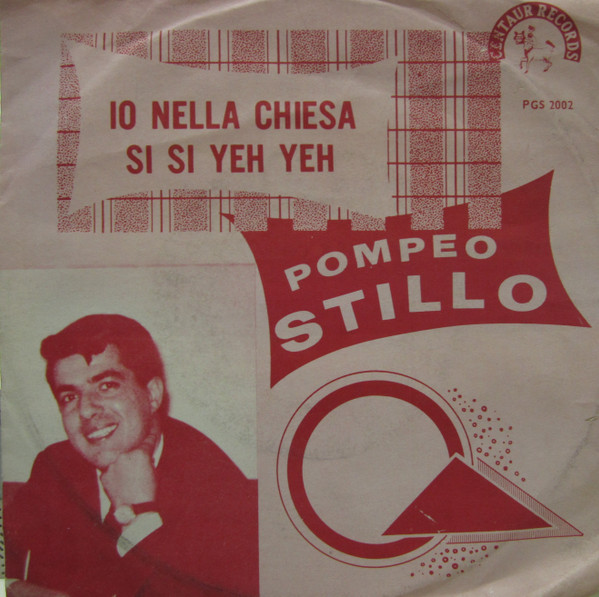 CENTAUR RECORDS
PGS 2002
IO NELLA CHIESA
SI SI YEH YEH
POMPEO
STILLO